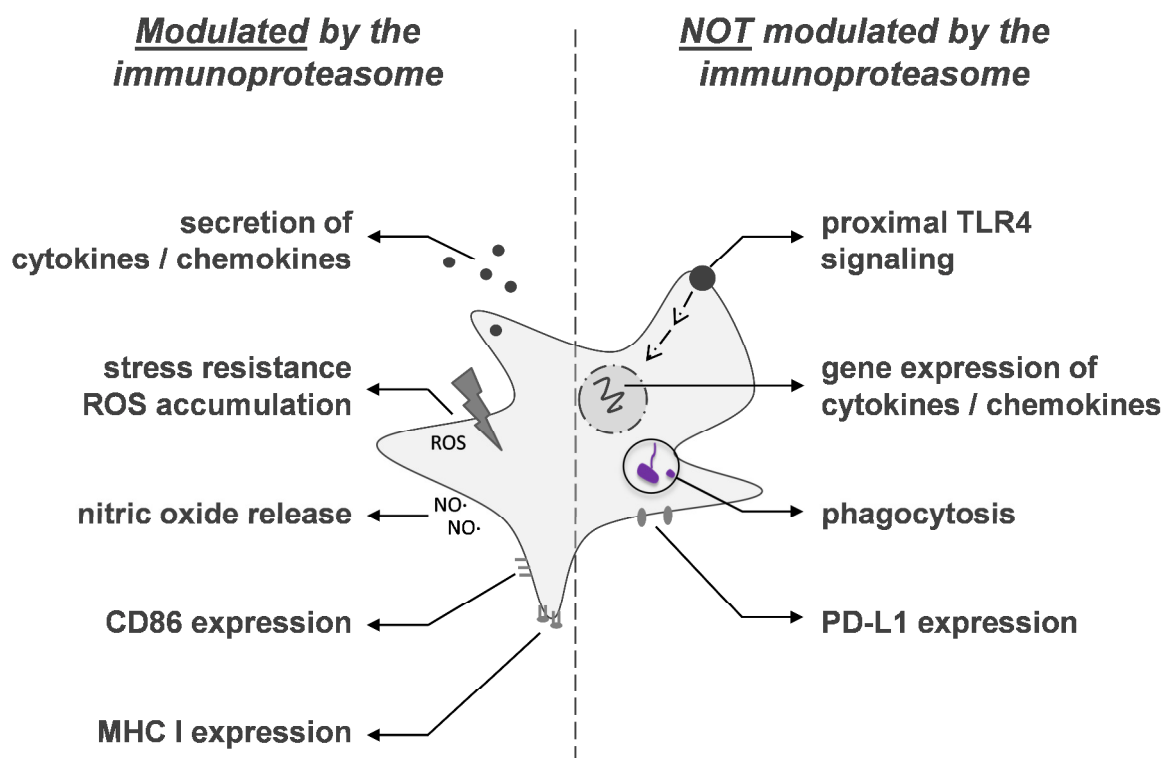 Modulated by the
immunoproteasome
NOT modulated by the
immunoproteasome
secretion of
cytokines / chemokines
proximal TLR4
signaling
stress resistance
ROS accumulation
gene expression of
cytokines / chemokines
ROS
nitric oxide release
NO·
NO·
phagocytosis
CD86 expression
PD-L1 expression
MHC I expression